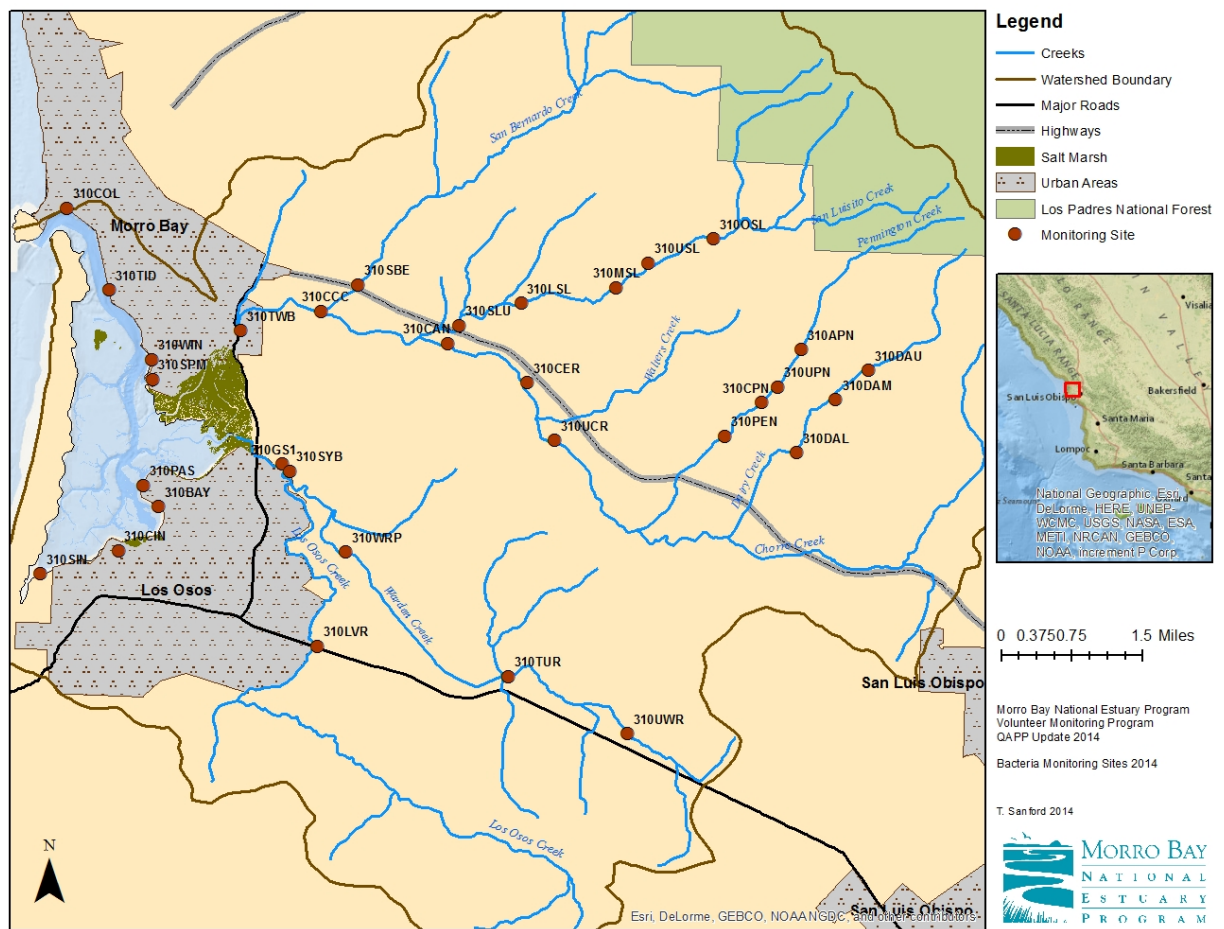 Legend
Creeks
Watershed Boundary
Major Roads
Highways
Salt Marsh
Urban Areas
Los Padres National Forest
Monitoring Site
San Bernardo Creek
310COL
Morro Bay
San Luisito Creek
Pennington Creek
310OSL
310USL
310MSL
310TID
310SBE
310LSL
310CCC
310SLU
310TWB
310CAN
Walters Creek
310APN
310WIN
310SPM
310DAU
310UPN
310CER
310DAM
310CPN
310UCR
310PEN
310DAL
310GS1
310SYB
310PAS
310BAY
Dairy Creek
310CIN
310WRP
Los Osos Creek
Chorro Creek
310SIN
Los Osos
Warden Creek
310LVR
310TUR
San Luis Obispo
310UWR
Los Osos Creek
N
San Luis Obispo
Esri, DeLorme, GEBCO, NOAA NGDC, and other contributors
SANTA LUCIA RANGE
Visalia
San Luis Obispo
Bakersfield
Santa Maria
Lompoc
Santa Barbara
Santa
Oxnard
National Geographic, Esri,
DeLorme, HERE, UNEP-
WCMC, USGS, NASA, ESA,
METI, NRCAN, GEBCO,
NOAA, increment P Corp.
0 0.375 0.75 1.5 Miles
Morro Bay National Estuary Program
Volunteer Monitoring Program
QAPP Update 2014
Bacteria Monitoring Sites 2014
T. Sanford 2014
MORRO BAY
NATIONAL
ESTUARY
PROGRAM